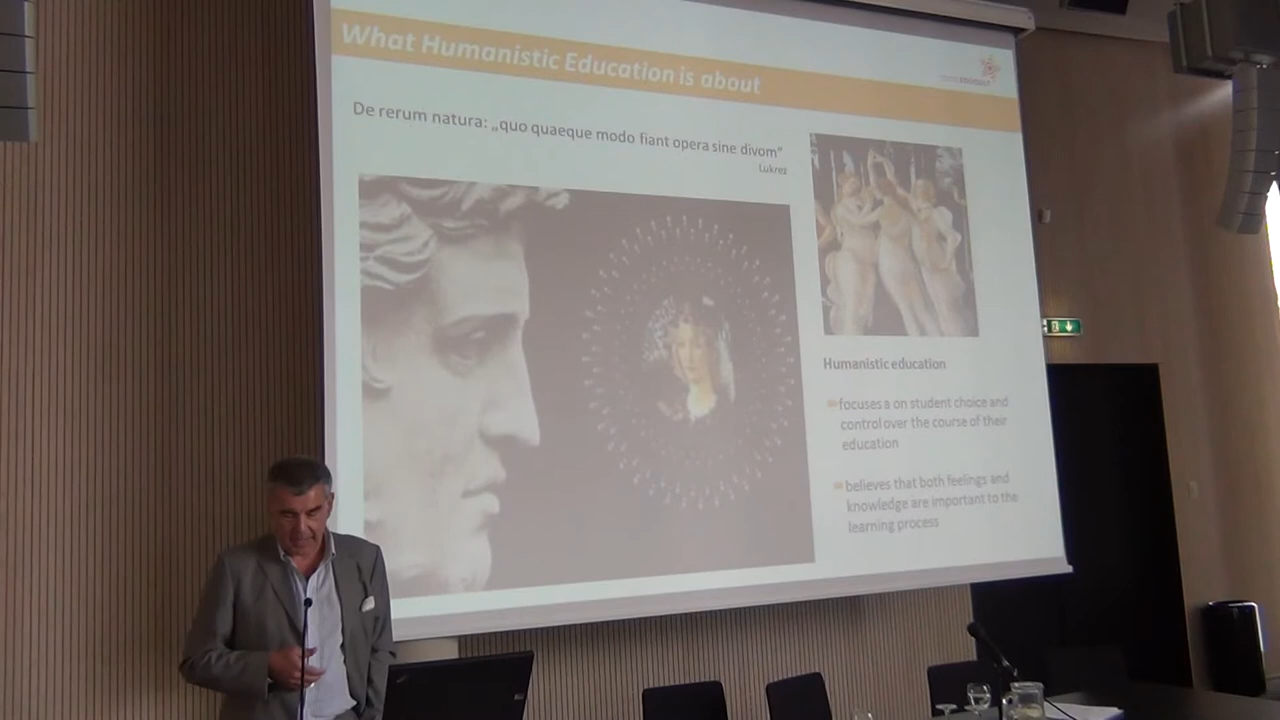 What Humanistic Education is about
De rerum natura: „quo quaeque modo fiant opera sine divom“
Lukrez
Humanistic education
focuses a on student choice and
control over the course of their
education
believes that both feelings and
knowledge are important to the
learning process